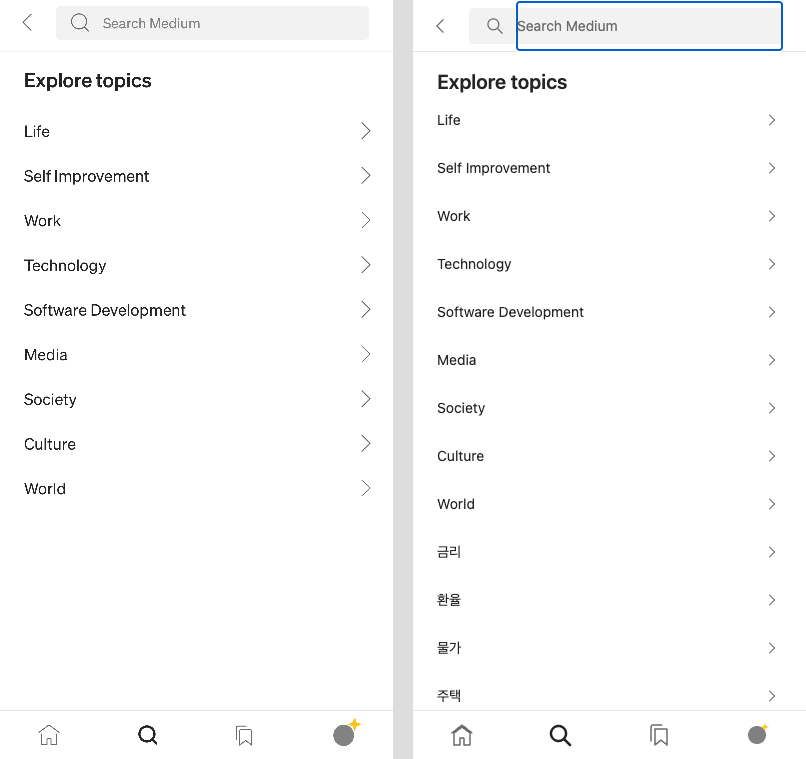 Search Medium
Explore topics
Life
Self Improvement
Work
Technology
Software Development
Media
Society
Culture
World
Search Medium
Explore topics
Life
Self Improvement
Work
Technology
Software Development
Media
Society
Culture
World
금리
환율
물가
주택